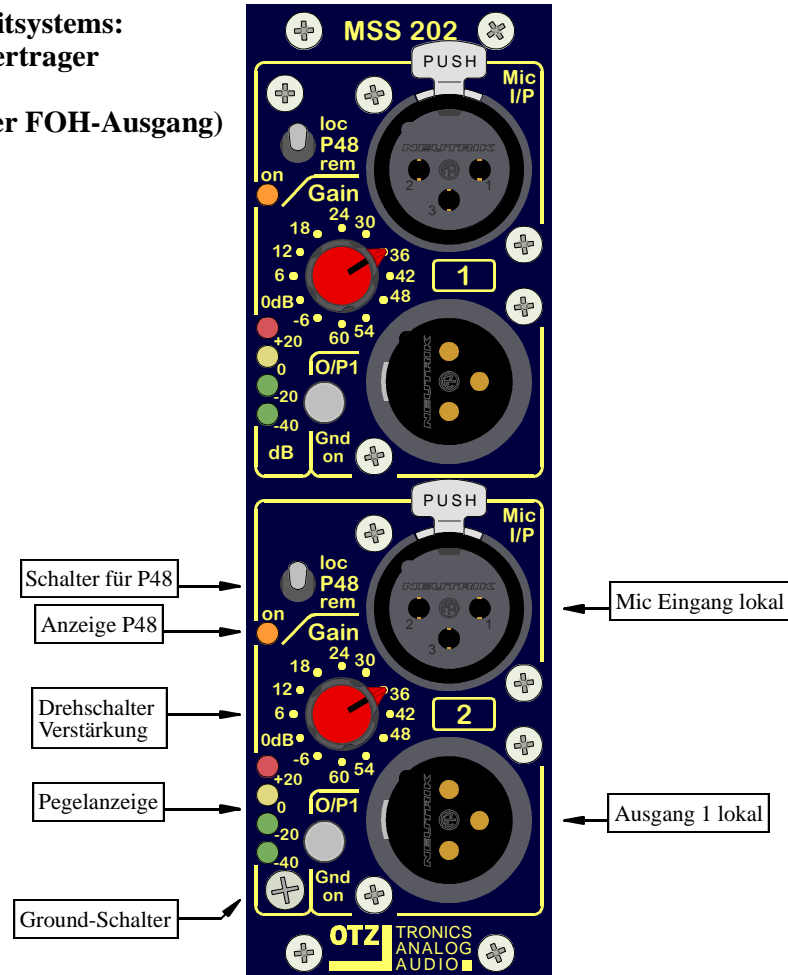 itsystems:
ertrager
er FOH-Ausgang)
MSS 202
PUSH
Mic
I/P
loc
P48
rem
on
Gain
NEUTRIK
2 1
3
24
18 30
12 36
6 42
0dB 48
-6 54
60
1
+20
0
-20
-40
dB
O/P1
Gnd
on
NEUTRIK
PUSH
Mic
I/P
loc
P48
rem
on
Gain
NEUTRIK
2 1
3
24
18 30
12 36
6 42
0dB 48
-6 54
60
2
+20
0
-20
-40
O/P1
Gnd
on
NEUTRIK
OTZ
TRONICS
ANALOG
AUDIO
Schalter für P48
Anzeige P48
Drehschalter
Verstärkung
Pegelanzeige
Ground-Schalter
Mic Eingang lokal
Ausgang 1 lokal